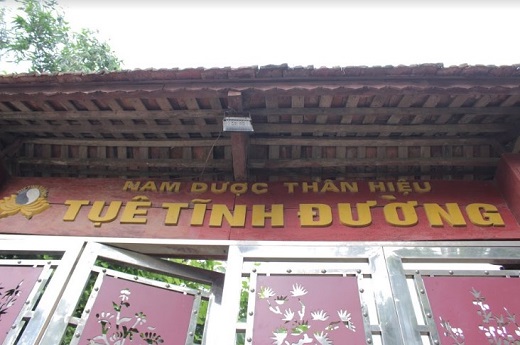 NAM DƯỢC THẦN HIỆU
TUỆ TĨNH ĐƯỜNG